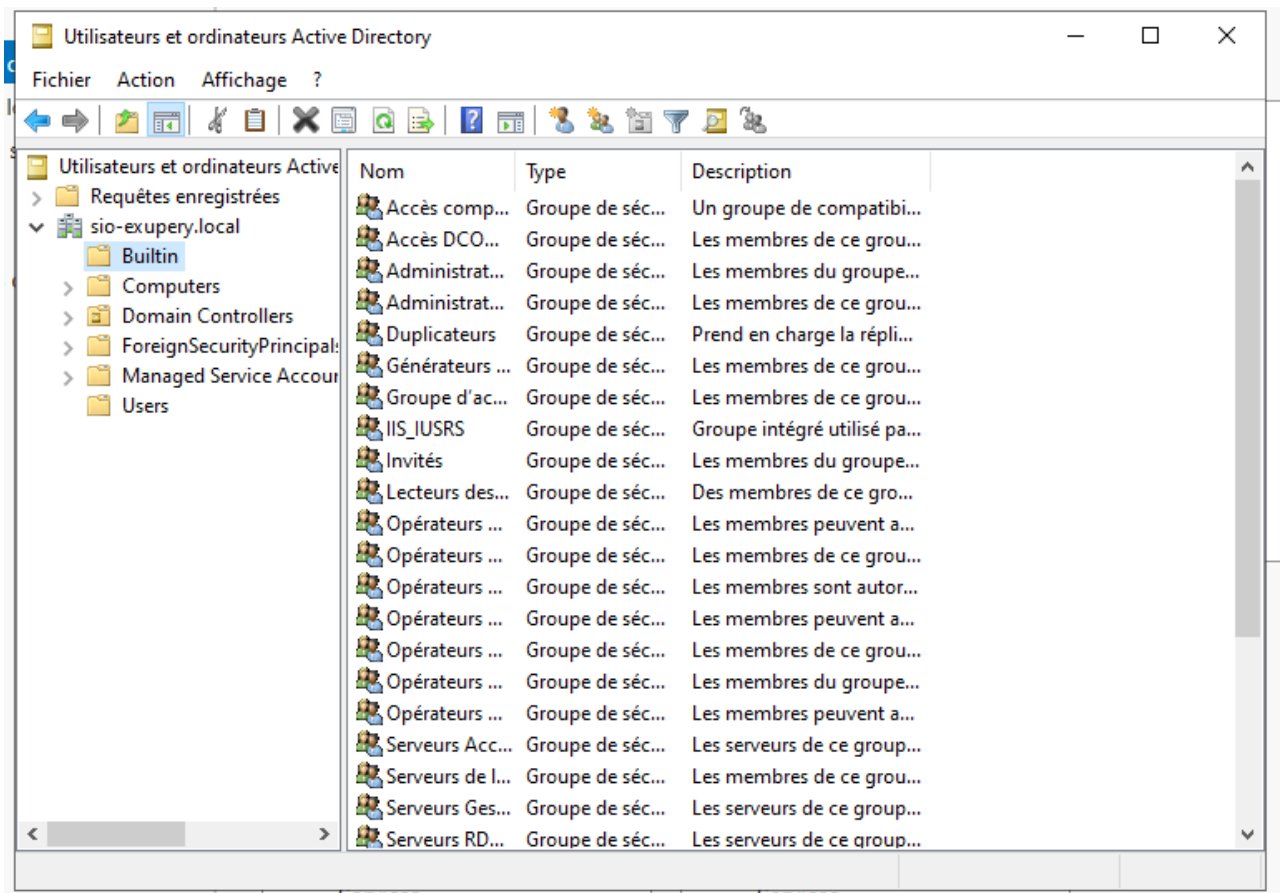 Utilisateurs et ordinateurs Active Directory
Fichier Action Affichage ?
Utilisateurs et ordinateurs Active
Requêtes enregistrées
sio-exupery.local
Builtin
Computers
Domain Controllers
ForeignSecurityPrincipals
Managed Service Accour
Users
Nom Type Description
Accès comp... Groupe de séc... Un groupe de compatibi...
Accès DCO... Groupe de séc... Les membres de ce grou...
Administrat... Groupe de séc... Les membres du groupe...
Administrat... Groupe de séc... Les membres de ce grou...
Duplicateurs Groupe de séc... Prend en charge la répli...
Générateurs ... Groupe de séc... Les membres de ce grou...
Groupe d'ac... Groupe de séc... Les membres de ce grou...
IIS_IUSRS Groupe de séc... Groupe intégré utilisé pa...
Invités Groupe de séc... Les membres du groupe...
Lecteurs des... Groupe de séc... Des membres de ce gro...
Opérateurs ... Groupe de séc... Les membres peuvent a...
Opérateurs ... Groupe de séc... Les membres de ce grou...
Opérateurs ... Groupe de séc... Les membres sont autor...
Opérateurs ... Groupe de séc... Les membres peuvent a...
Opérateurs ... Groupe de séc... Les membres de ce grou...
Opérateurs ... Groupe de séc... Les membres du groupe...
Opérateurs ... Groupe de séc... Les membres peuvent a...
Serveurs Acc... Groupe de séc... Les serveurs de ce group...
Serveurs de l... Groupe de séc... Les membres de ce grou...
Serveurs Ges... Groupe de séc... Les serveurs de ce group...
Serveurs RD... Groupe de séc... Les serveurs de ce group...